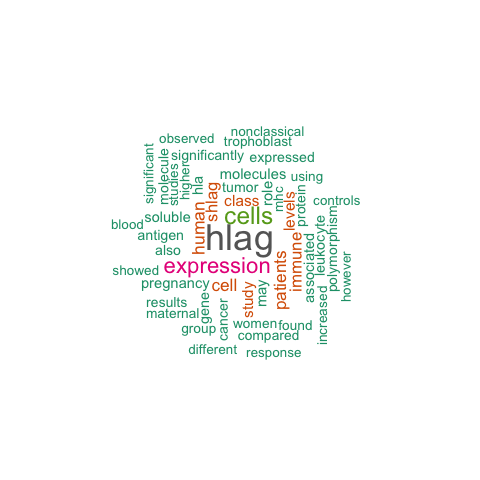 nonclassical
observed
trophoblast
significant
molecule
studies
significantly
expressed
higher
hla
molecules
using
tumor
role
mhc
protein
shlag
class
levels
controls
blood
soluble
human
cells
immune
associated
leukocyte
polymorphism
antigen
hlag
also
however
showed
expression
patients
pregnancy
cell
study
may
increased
results
gene
cancer
maternal
group
women
found
compared
different
response